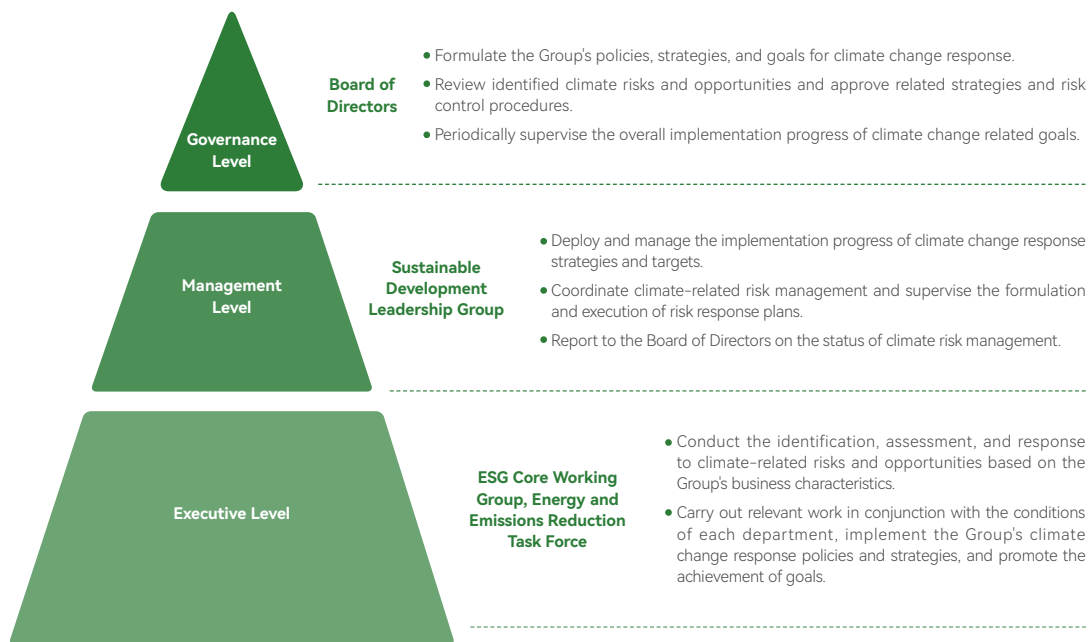 Governance
Level
Board of
Directors
• Formulate the Group's policies, strategies, and goals for climate change response.
• Review identified climate risks and opportunities and approve related strategies and risk
control procedures.
• Periodically supervise the overall implementation progress of climate change related goals.
Management
Level
Sustainable
Development
Leadership Group
• Deploy and manage the implementation progress of climate change response
strategies and targets.
• Coordinate climate-related risk management and supervise the formulation
and execution of risk response plans.
• Report to the Board of Directors on the status of climate risk management.
Executive Level
ESG Core Working
Group, Energy and
Emissions Reduction
Task Force
• Conduct the identification, assessment, and response
to climate-related risks and opportunities based on the
Group's business characteristics.
• Carry out relevant work in conjunction with the conditions
of each department, implement the Group's climate
change response policies and strategies, and promote the
achievement of goals.